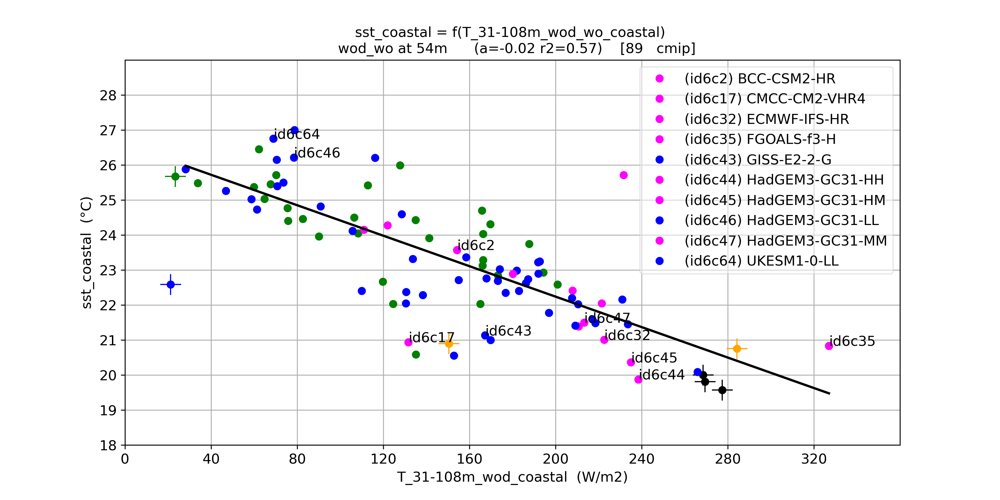 sst_coastal = f(T_31-108m_wod_wo_coastal)
wod_wo at 54m (a=-0.02 r2=0.57) [89 cmip]
(id6c2) BCC-CSM2-HR
(id6c17) CMCC-CM2-VHR4
(id6c32) ECMWF-IFS-HR
(id6c35) FGOALS-f3-H
(id6c43) GISS-E2-2-G
(id6c44) HadGEM3-GC31-HH
(id6c45) HadGEM3-GC31-HM
(id6c46) HadGEM3-GC31-LL
(id6c47) HadGEM3-GC31-MM
(id6c64) UKESM1-0-LL
28
27
26
25
24
23
22
21
20
19
18
sst_coastal (°C)
id6c64
id6c46
id6c2
id6c47
id6c43
id6c32
id6c17
id6c35
id6c45
id6c44
0 40 80 120 160 200 240 280 320
T_31-108m_wod_coastal (W/m2)